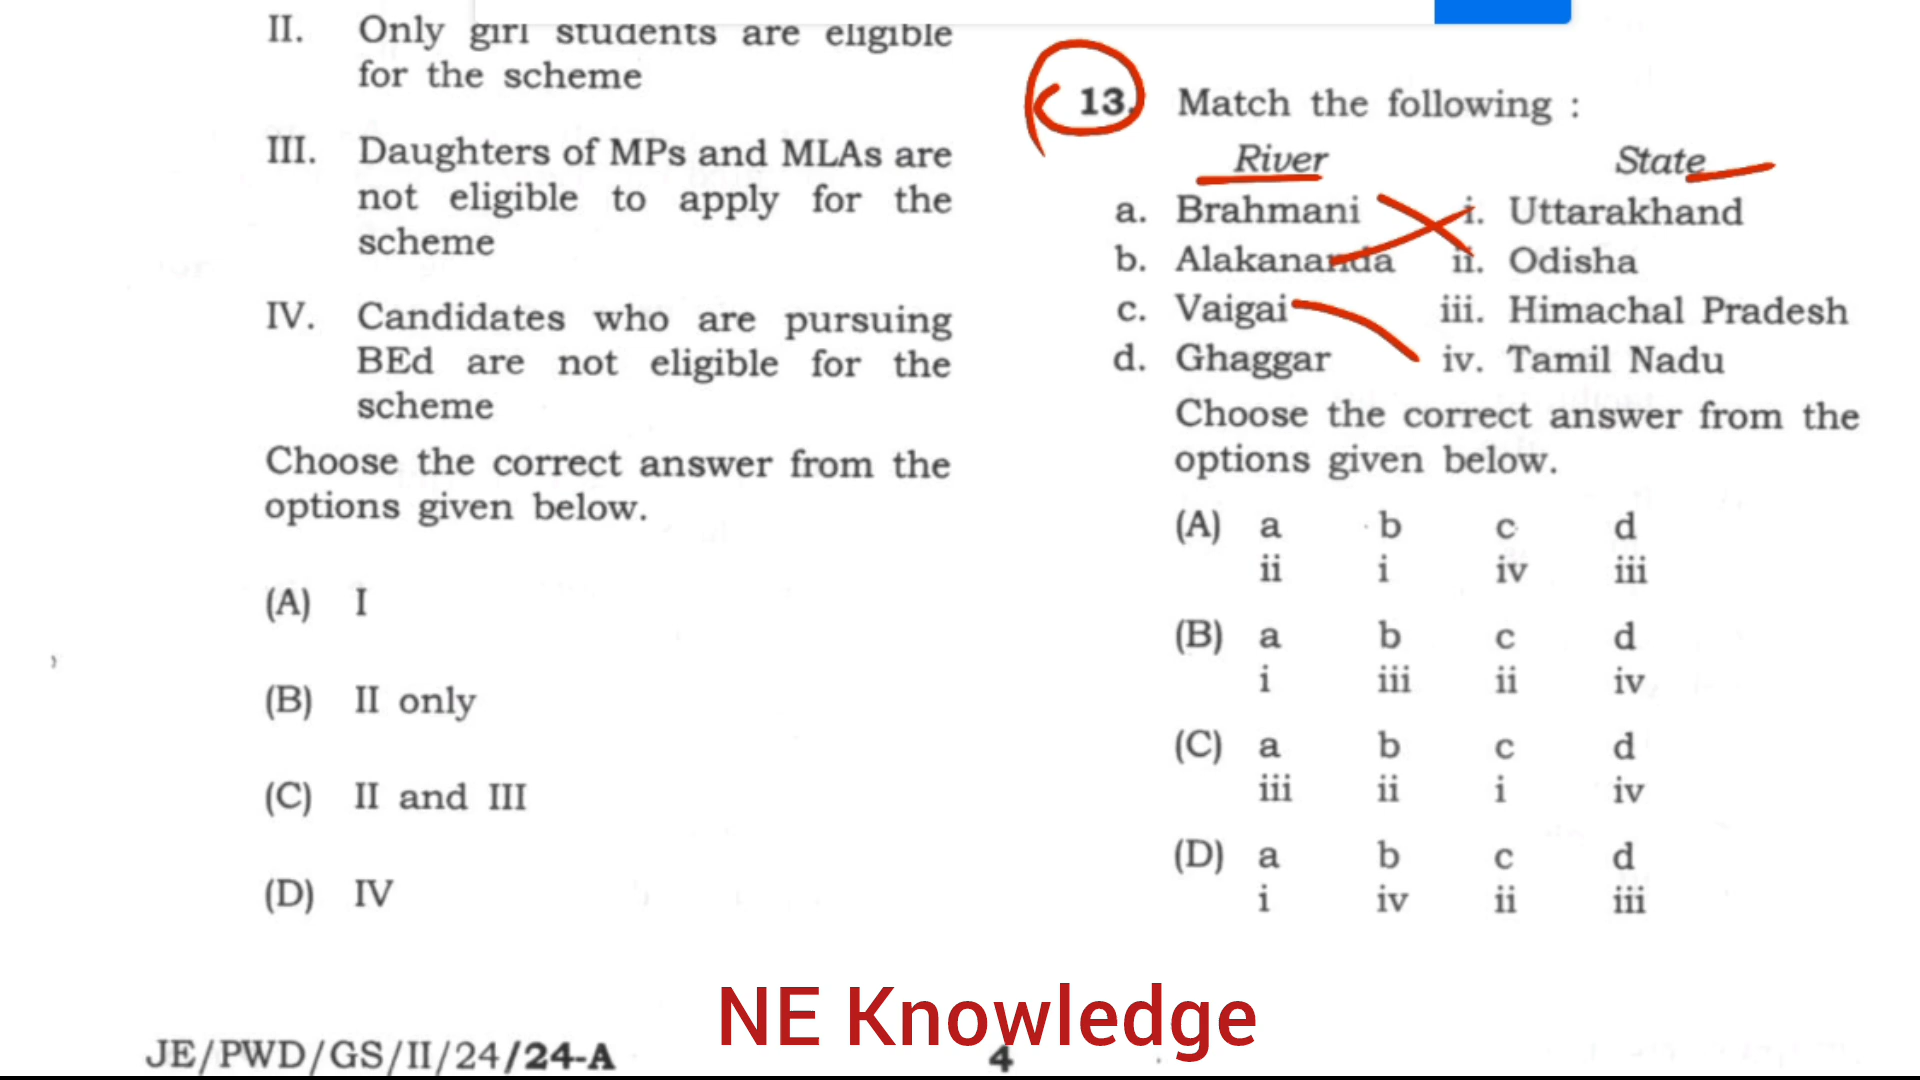 II. Only girl students are eligible
for the scheme
III. Daughters of MPs and MLAs are
not eligible to apply for the
scheme
IV. Candidates who are pursuing
BEd are not eligible for the
scheme
Choose the correct answer from the
options given below.
(A) I
(B) II only
(C) II and III
(D) IV
13. Match the following :
River State
a. Brahmani i. Uttarakhand
b. Alakananda ii. Odisha
c. Vaigai iii. Himachal Pradesh
d. Ghaggar iv. Tamil Nadu
Choose the correct answer from the
options given below.
(A) a b c d
ii i iv iii
(B) a b c d
i iii ii iv
(C) a b c d
iii ii i iv
(D) a b c d
i iv ii iii
NE Knowledge
JE/PWD/GS/II/24/24-A 4